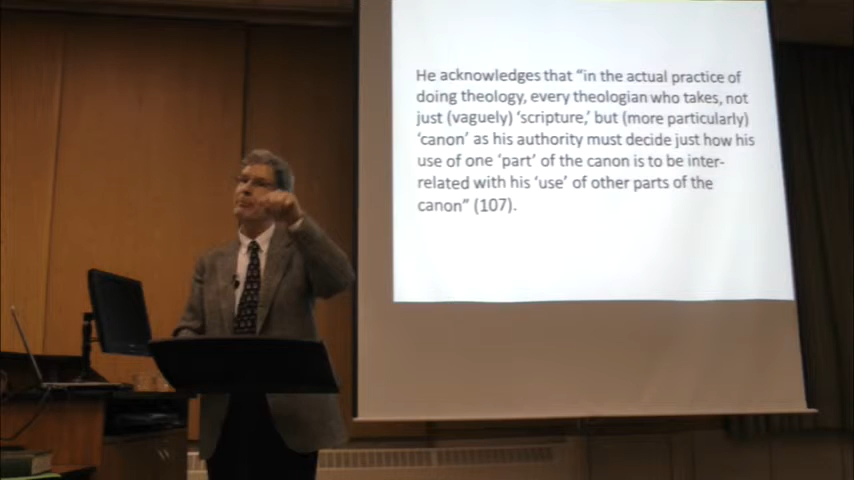 He acknowledges that “in the actual practice of
doing theology, every theologian who takes, not
just (vaguely) ‘scripture,’ but (more particularly)
‘canon’ as his authority must decide just how his
use of one ‘part’ of the canon is to be inter-
related with his ‘use’ of other parts of the
canon” (107).